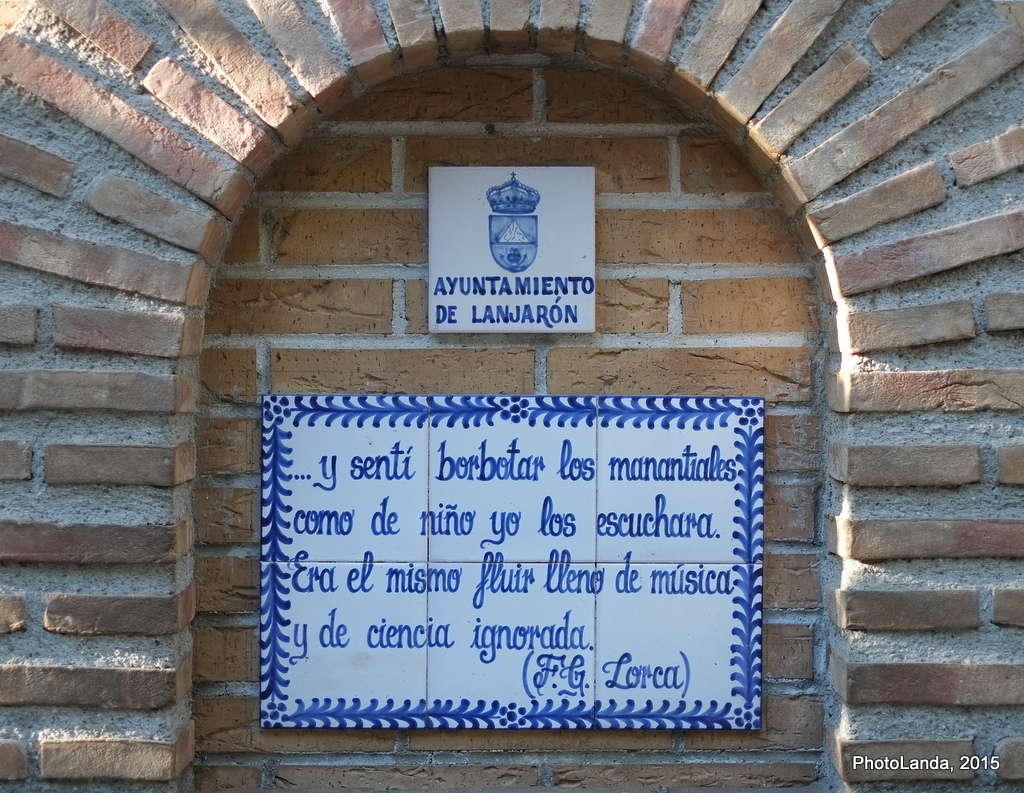 AYUNTAMIENTO
DE LANJARÓN
...y sentí borbotar los manantiales
como de niño yo los escuchara.
Era el mismo fluir lleno de música
y de ciencia ignorada.
(F.G. Lorca)
PhotoLanda, 2015